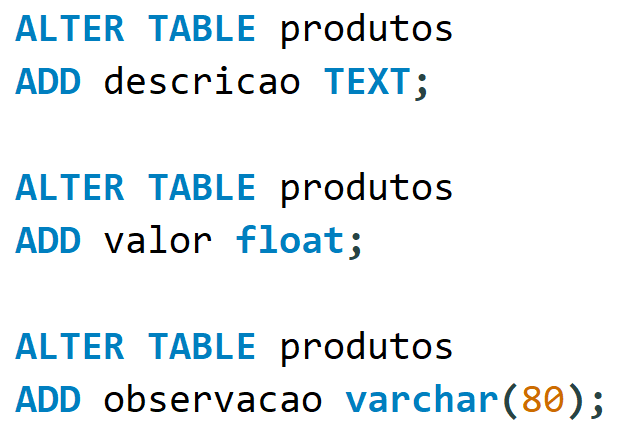 ALTER TABLE produtos
ADD descricao TEXT;
ALTER TABLE produtos
ADD valor float;
ALTER TABLE produtos
ADD observacao varchar(80);